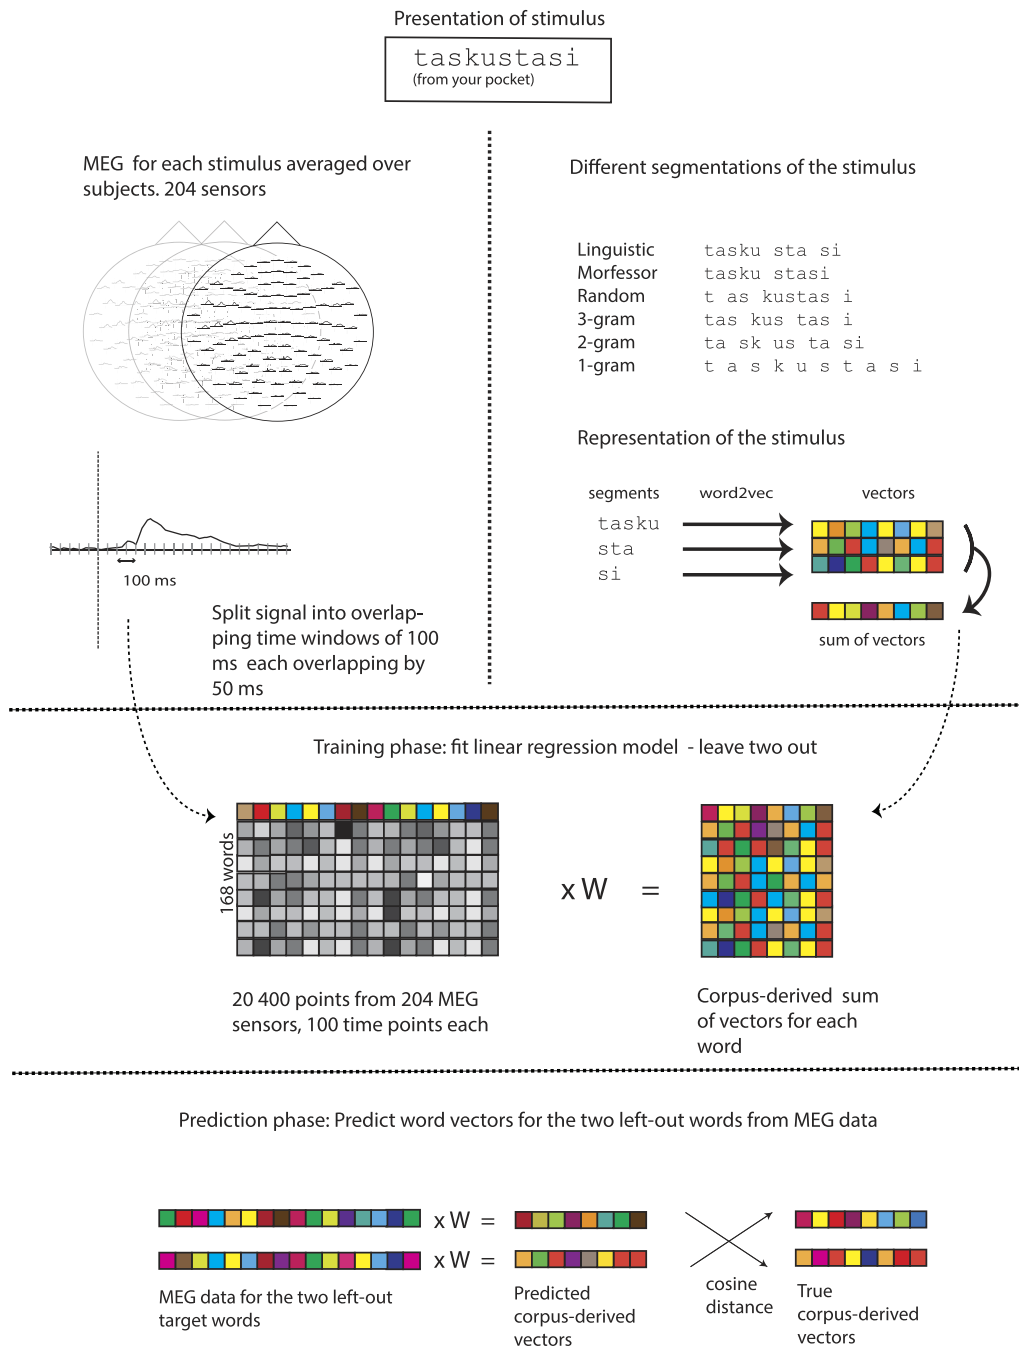 Presentation of stimulus
taskustasi
(from your pocket)
MEG for each stimulus averaged over
subjects. 204 sensors
100 ms
Split signal into overlap-
ping time windows of 100
ms each overlapping by
50 ms
Different segmentations of the stimulus
Linguistic tasku sta si
Morfessor tasku stasi
Random t as kustas i
3-gram tas kus tas i
2-gram ta sk us ta si
1-gram t a s k u s t a s i
Representation of the stimulus
segments word2vec vectors
tasku
sta
si
sum of vectors
Training phase: fit linear regression model - leave two out
168 words
x W =
20 400 points from 204 MEG
sensors, 100 time points each
Corpus-derived sum
of vectors for each
word
Prediction phase: Predict word vectors for the two left-out words from MEG data
x W =
x W =
MEG data for the two left-out
target words
Predicted
corpus-derived
vectors
cosine
distance
True
corpus-derived
vectors